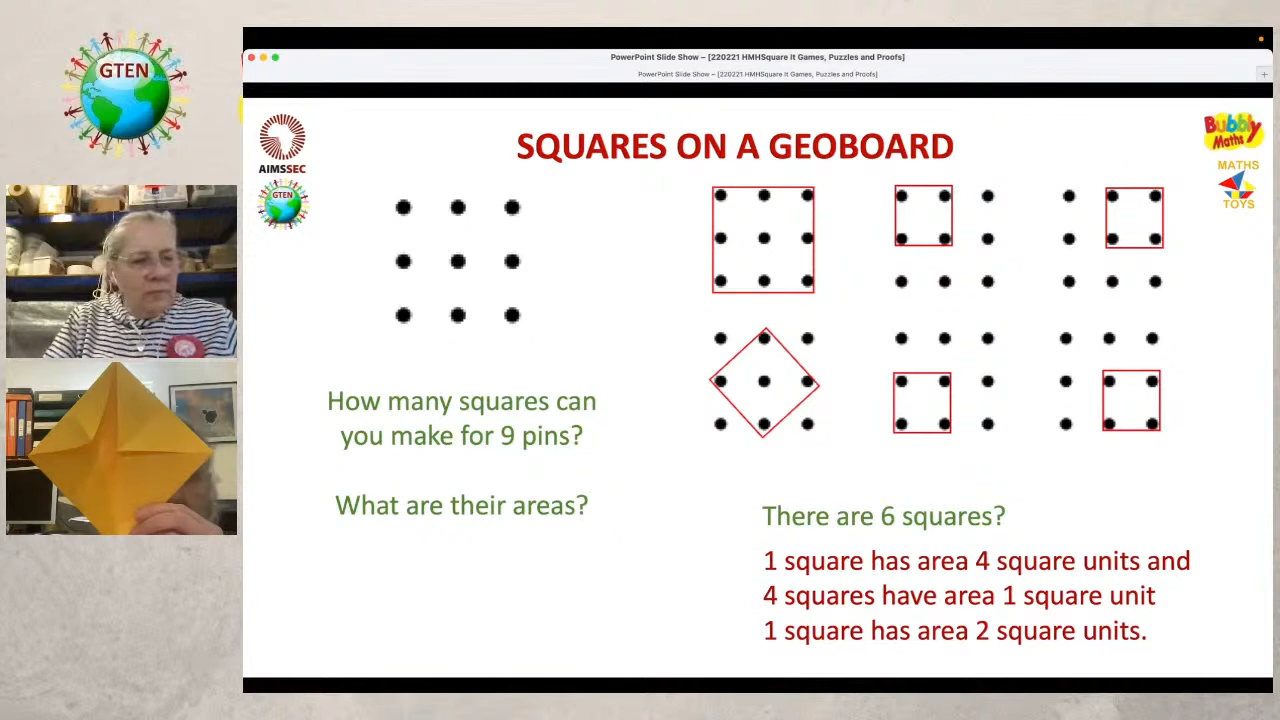 GTEN
PowerPoint Slide Show – [220221 HMHSquare It Games, Puzzles and Proofs]
PowerPoint Slide Show – [220221 HMHSquare It Games, Puzzles and Proofs]
AIMSSEC
GTEN
SQUARES ON A GEOBOARD
Bubbly
Maths
MATHS
TOYS
How many squares can
you make for 9 pins?
What are their areas?
There are 6 squares?
1 square has area 4 square units and
4 squares have area 1 square unit
1 square has area 2 square units.